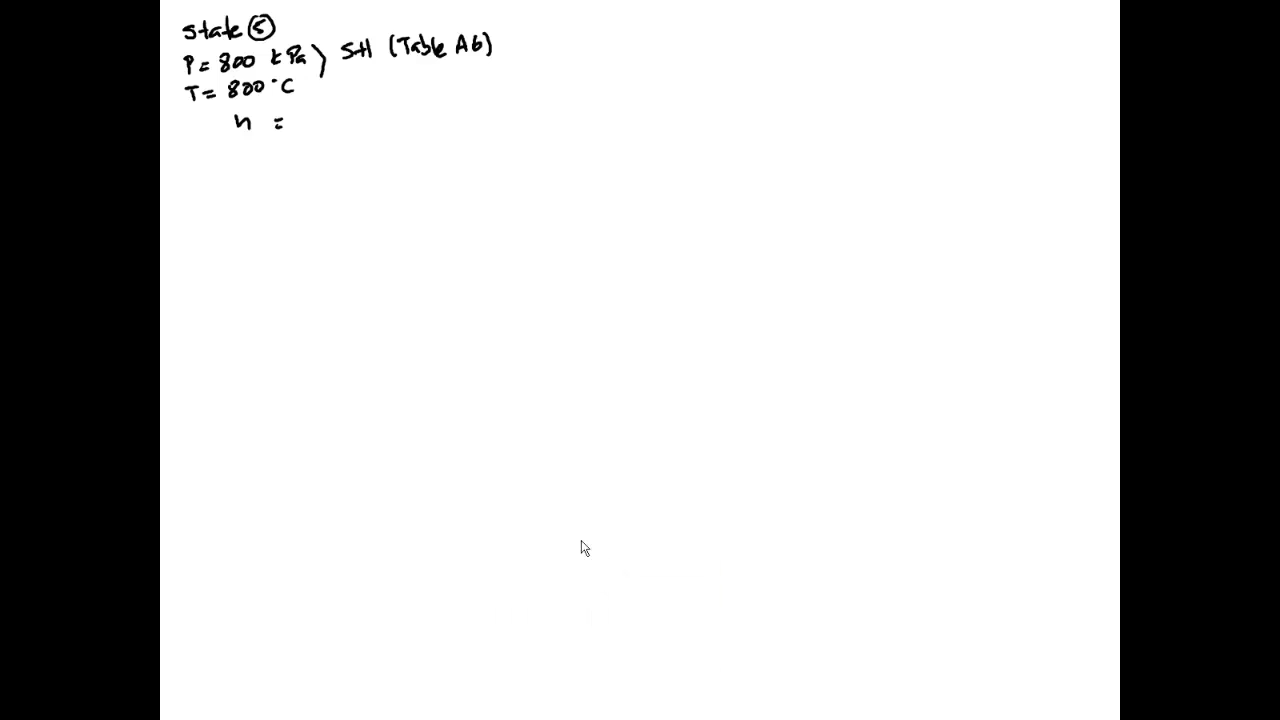 state ⑤
P = 800 kPa } SH (Table A6)
T = 800 °C
h =